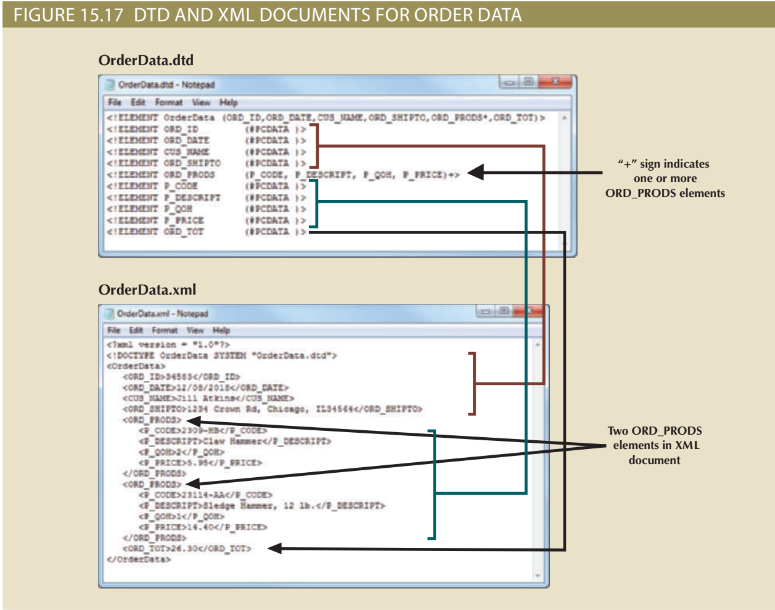 FIGURE 15.17 DTD AND XML DOCUMENTS FOR ORDER DATA
OrderData.dtd
OrderData.dtd - Notepad
File Edit Format View Help
<!ELEMENT OrderData (ORD_ID,ORD_DATE,CUS_NAME,ORD_SHIPTO,ORD_PRODS*,ORD_TOT)>
<!ELEMENT ORD_ID (#PCDATA )>
<!ELEMENT ORD_DATE (#PCDATA )>
<!ELEMENT CUS_NAME (#PCDATA )>
<!ELEMENT ORD_SHIPTO (#PCDATA )>
<!ELEMENT ORD_PRODS (P_CODE, P_DESCRIPT, P_QOH, P_PRICE)+>
<!ELEMENT P_CODE (#PCDATA )>
<!ELEMENT P_DESCRIPT (#PCDATA )>
<!ELEMENT P_QOH (#PCDATA )>
<!ELEMENT P_PRICE (#PCDATA )>
<!ELEMENT ORD_TOT (#PCDATA )>
"+" sign indicates
one or more
ORD_PRODS elements
OrderData.xml
OrderData.xml - Notepad
File Edit Format View Help
<?xml version = "1.0"?>
<!DOCTYPE OrderData SYSTEM "OrderData.dtd">
<OrderData>
<ORD_ID>34583</ORD_ID>
<ORD_DATE>12/08/2015</ORD_DATE>
<CUS_NAME>Jill Atkins</CUS_NAME>
<ORD_SHIPTO>1234 Crown Rd, Chicago, IL34564</ORD_SHIPTO>
<ORD_PRODS>
<P_CODE>2309-HB</P_CODE>
<P_DESCRIPT>Claw Hammer</P_DESCRIPT>
<P_QOH>2</P_QOH>
<P_PRICE>5.95</P_PRICE>
</ORD_PRODS>
<ORD_PRODS>
<P_CODE>23114-AA</P_CODE>
<P_DESCRIPT>Sledge Hammer, 12 lb.</P_DESCRIPT>
<P_QOH>1</P_QOH>
<P_PRICE>14.40</P_PRICE>
</ORD_PRODS>
<ORD_TOT>26.30</ORD_TOT>
</OrderData>
Two ORD_PRODS
elements in XML
document